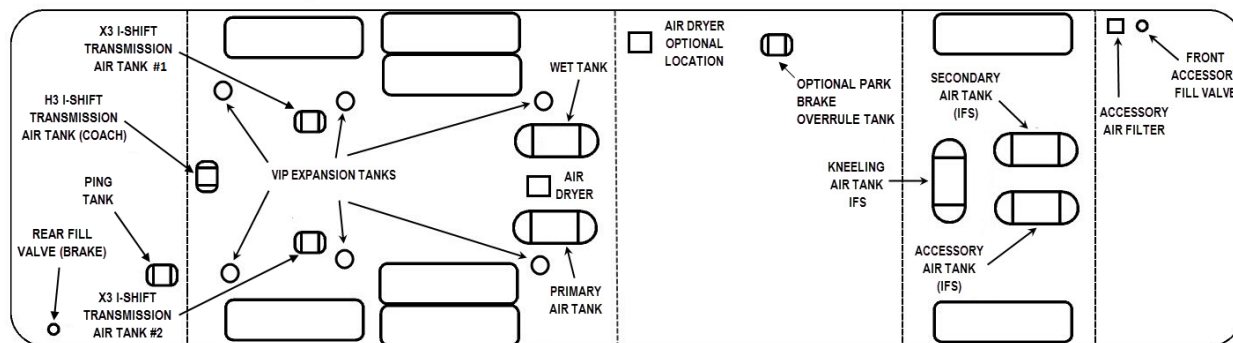 X3 I-SHIFT
TRANSMISSION
AIR TANK #1
H3 I-SHIFT
TRANSMISSION
AIR TANK (COACH)
PING
TANK
REAR FILL
VALVE (BRAKE)
X3 I-SHIFT
TRANSMISSION
AIR TANK #2
VIP EXPANSION TANKS
WET TANK
AIR
DRYER
PRIMARY
AIR TANK
AIR DRYER
OPTIONAL
LOCATION
OPTIONAL PARK
BRAKE
OVERRULE TANK
KNEELING
AIR TANK
IFS
SECONDARY
AIR TANK
(IFS)
ACCESSORY
AIR TANK
(IFS)
ACCESSORY
AIR FILTER
FRONT
ACCESSORY
FILL VALVE